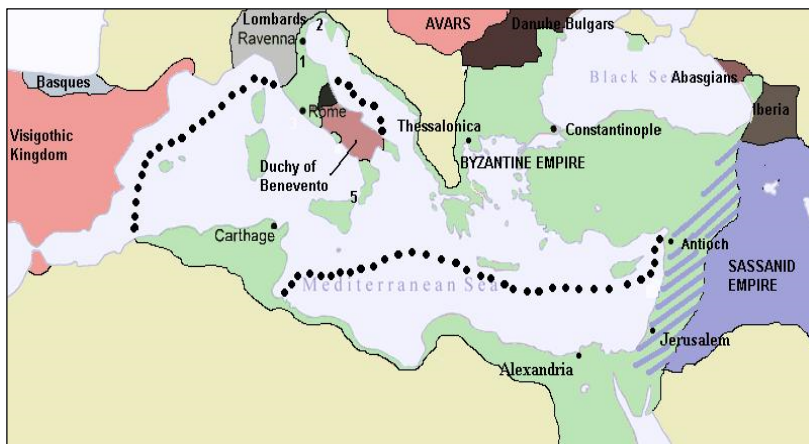 Lombards
2
AVARS
Danube-Bulgars
Ravenna
1
Black Sea
Abasgians
Basques
Iberia
Rome
3
Visigothic
Kingdom
Thessalonica
Constantinople
BYZANTINE EMPIRE
Duchy of
Benevento
5
Carthage
Antioch
SASSANID
EMPIRE
Mediterranean Sea
Jerusalem
Alexandria